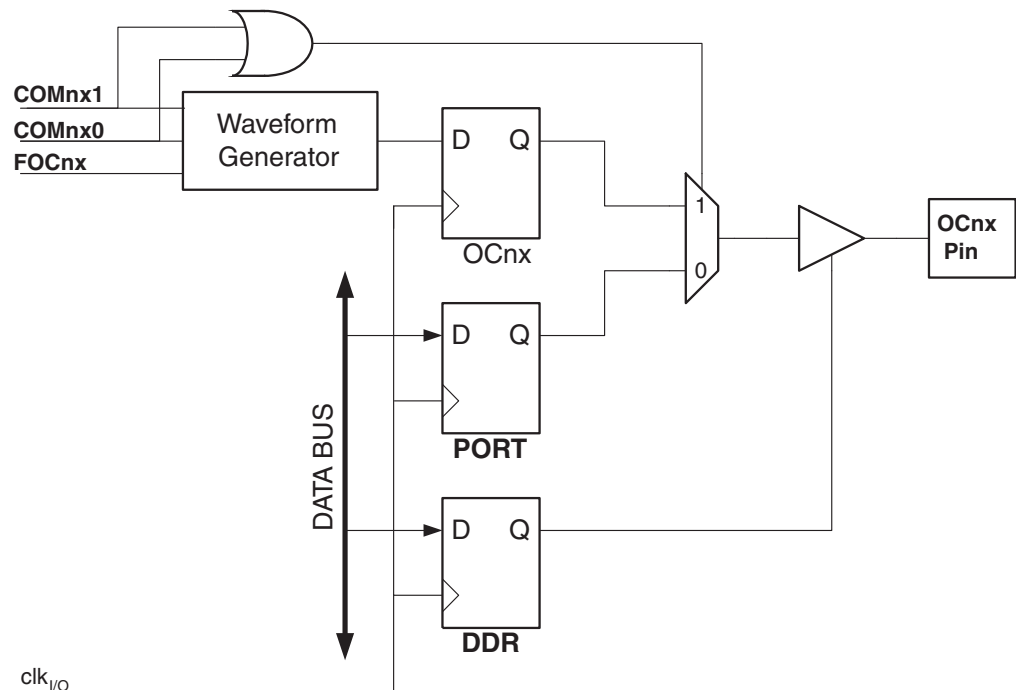 COMnx1
COMnx0
FOCnx
Waveform
Generator
D Q
OCnx
1
0
OCnx
Pin
D Q
PORT
DATA BUS
D Q
DDR
clkI/O